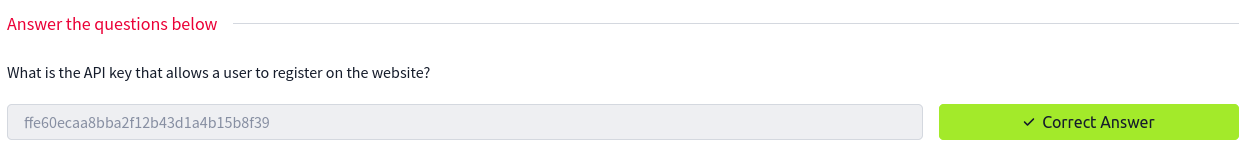 Answer the questions below
What is the API key that allows a user to register on the website?
ffe60ecaa8bba2f12b43d1a4b15b8f39
Correct Answer